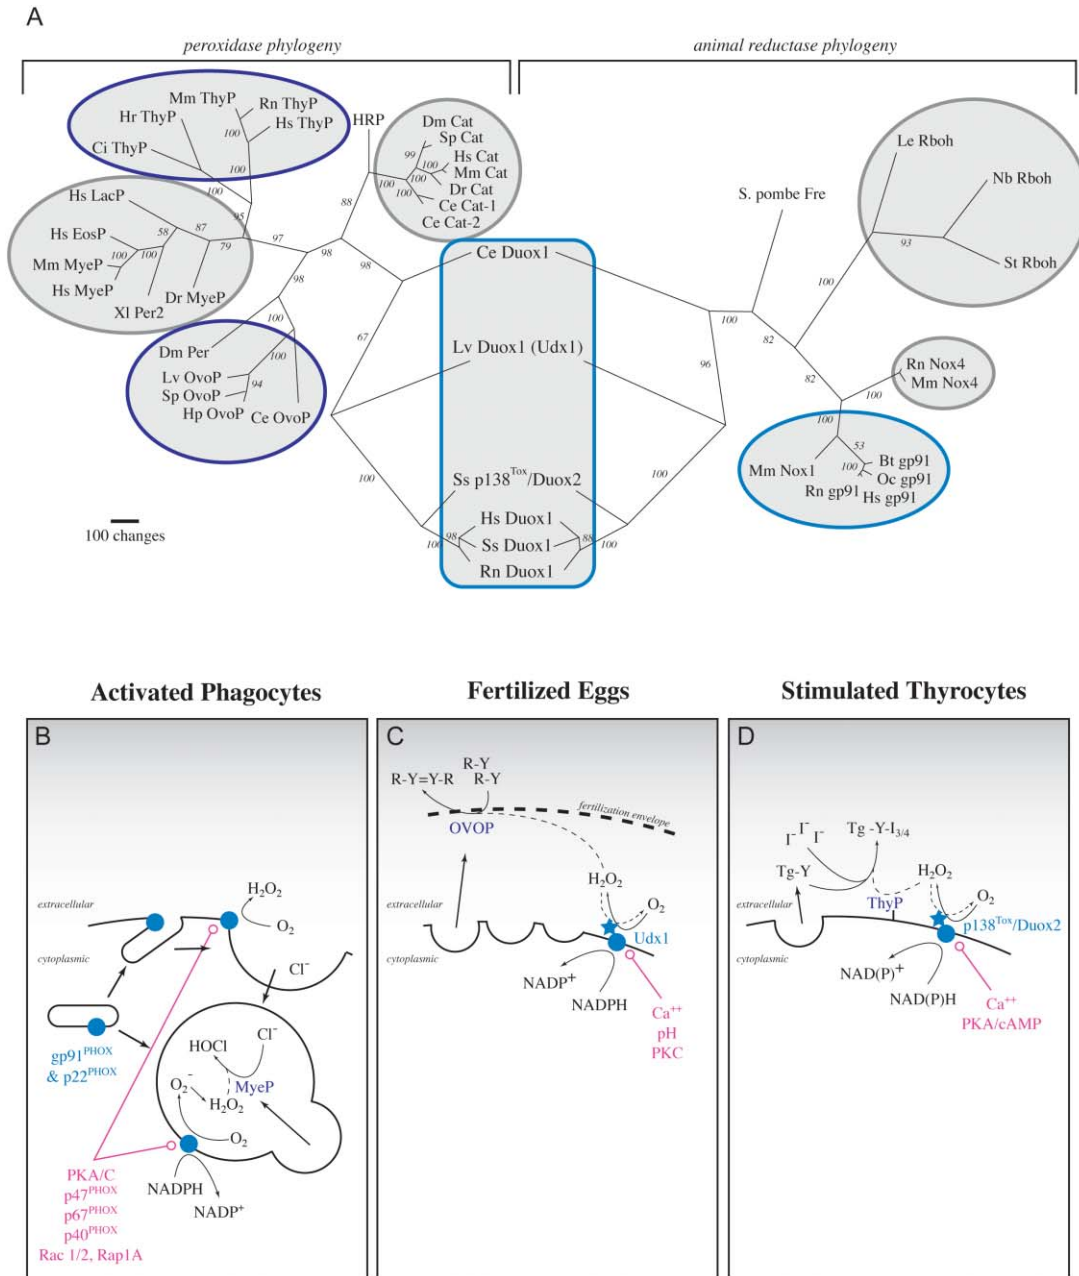 A
peroxidase phylogeny
animal reductase phylogeny
Mm ThyP
Rn ThyP
Hr ThyP
Hs ThyP
Ci ThyP
100
100
100
HRP
Dm Cat
Sp Cat
Hs Cat
Mm Cat
Dr Cat
Ce Cat-1
Ce Cat-2
99
100
100
100
100
88
Hs LacP
Hs EosP
Mm MyeP
Hs MyeP
Xl Per2
Dr MyeP
95
58
87
79
100
100
97
98
98
98
Dm Per
Lv OvoP
Sp OvoP
Hp OvoP
Ce OvoP
100
100
94
67
100
100
98
Ce Duox1
Lv Duox1 (Udx1)
Ss p138Tox/Duox2
Hs Duox1
Ss Duox1
Rn Duox1
88
100
100
96
100
S. pombe Fre
82
82
100
Le Rboh
Nb Rboh
St Rboh
93
Rn Nox4
Mm Nox4
100
100
Mm Nox1
53
100
Bt gp91
Oc gp91
Rn gp91
Hs gp91
100 changes
Activated Phagocytes
Fertilized Eggs
Stimulated Thyrocytes
B
H2O2
O2
extracellular
cytoplasmic
Cl-
gp91PHOX
& p22PHOX
HOCl
Cl-
MyeP
O2-
H2O2
O2
NADPH
NADP+
PKA/C
p47PHOX
p67PHOX
p40PHOX
Rac 1/2, Rap1A
C
R-Y
R-Y=Y-R
R-Y
fertilization envelope
OVOP
H2O2
O2
extracellular
cytoplasmic
Udx1
NADP+
NADPH
Ca++
pH
PKC
D
I-
I- I-
Tg -Y-I3/4
Tg-Y
H2O2
O2
ThyP
extracellular
p138Tox/Duox2
cytoplasmic
NAD(P)+
NAD(P)H
Ca++
PKA/cAMP